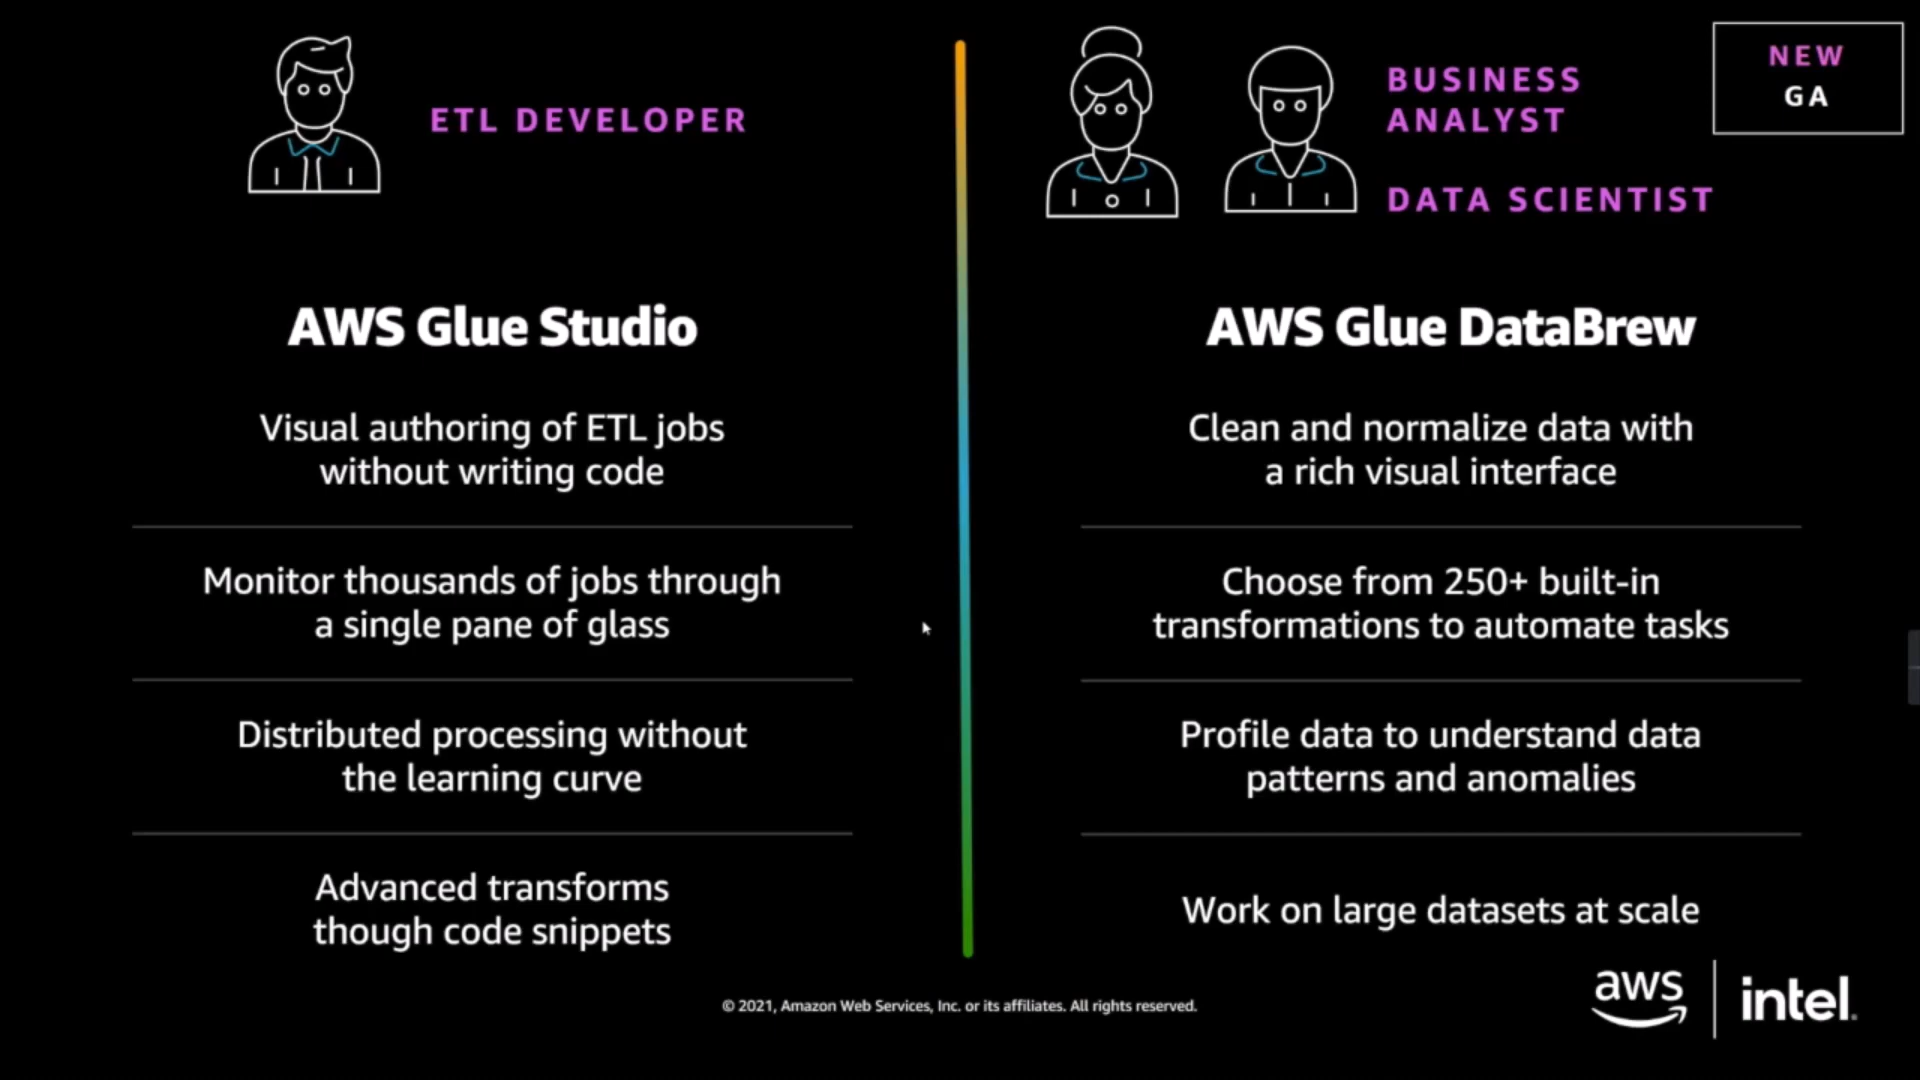 ETL DEVELOPER
AWS Glue Studio
Visual authoring of ETL jobs
without writing code
Monitor thousands of jobs through
a single pane of glass
Distributed processing without
the learning curve
Advanced transforms
though code snippets
BUSINESS
ANALYST
DATA SCIENTIST
NEW
GA
AWS Glue DataBrew
Clean and normalize data with
a rich visual interface
Choose from 250+ built-in
transformations to automate tasks
Profile data to understand data
patterns and anomalies
Work on large datasets at scale
© 2021, Amazon Web Services, Inc. or its affiliates. All rights reserved.
aws
intel.